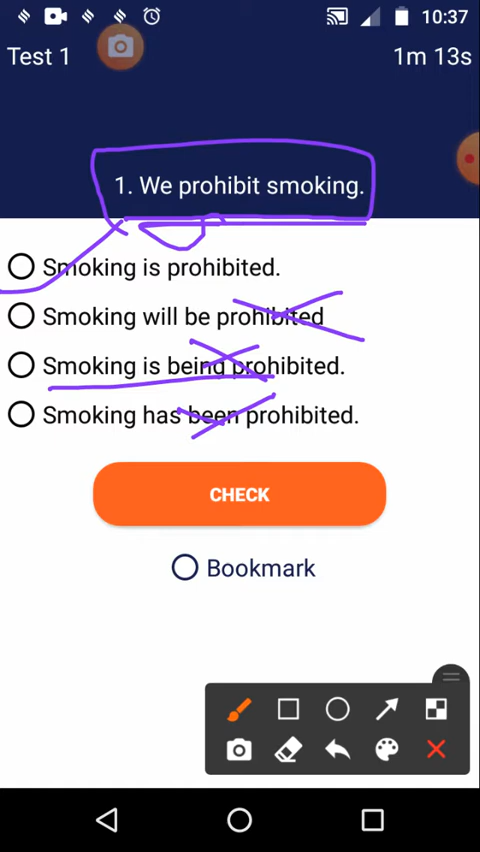 10:37
Test 1
1m 13s
1. We prohibit smoking.
Smoking is prohibited.
Smoking will be prohibited
Smoking is being prohibited.
Smoking has been prohibited.
CHECK
Bookmark